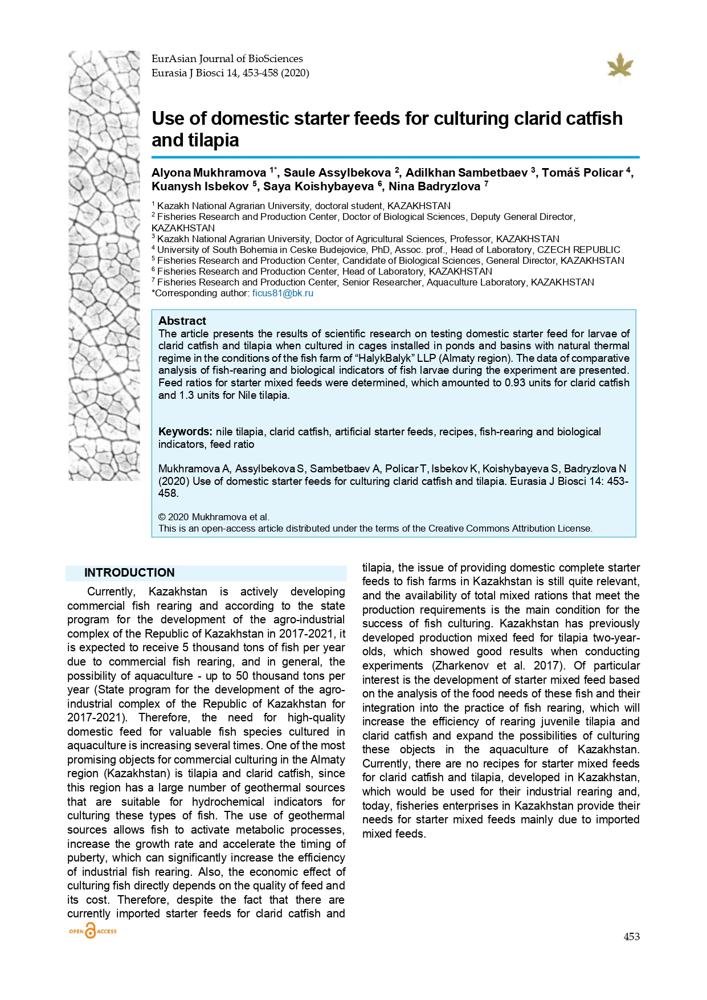 EurAsian Journal of BioSciences
Eurasia J Biosci 14, 453-458 (2020)
Use of domestic starter feeds for culturing clarid catfish
and tilapia
Alyona Mukhramova 1*, Saule Assylbekova 2, Adilkhan Sambetbaev 3, Tomáš Policar 4,
Kuanysh Isbekov 5, Saya Koishybayeva 6, Nina Badryzlova 7
1 Kazakh National Agrarian University, doctoral student, KAZAKHSTAN
2 Fisheries Research and Production Center, Doctor of Biological Sciences, Deputy General Director,
KAZAKHSTAN
3 Kazakh National Agrarian University, Doctor of Agricultural Sciences, Professor, KAZAKHSTAN
4 University of South Bohemia in Ceske Budejovice, PhD, Assoc. prof., Head of Laboratory, CZECH REPUBLIC
5 Fisheries Research and Production Center, Candidate of Biological Sciences, General Director, KAZAKHSTAN
6 Fisheries Research and Production Center, Head of Laboratory, KAZAKHSTAN
7 Fisheries Research and Production Center, Senior Researcher, Aquaculture Laboratory, KAZAKHSTAN
*Corresponding author: ficus81@bk.ru
Abstract
The article presents the results of scientific research on testing domestic starter feed for larvae of
clarid catfish and tilapia when cultured in cages installed in ponds and basins with natural thermal
regime in the conditions of the fish farm of “HalykBalyk” LLP (Almaty region). The data of comparative
analysis of fish-rearing and biological indicators of fish larvae during the experiment are presented.
Feed ratios for starter mixed feeds were determined, which amounted to 0.93 units for clarid catfish
and 1.3 units for Nile tilapia.
Keywords: nile tilapia, clarid catfish, artificial starter feeds, recipes, fish-rearing and biological
indicators, feed ratio
Mukhramova A, Assylbekova S, Sambetbaev A, Policar T, Isbekov K, Koishybayeva S, Badryzlova N
(2020) Use of domestic starter feeds for culturing clarid catfish and tilapia. Eurasia J Biosci 14: 453-
458.
© 2020 Mukhramova et al.
This is an open-access article distributed under the terms of the Creative Commons Attribution License.
INTRODUCTION
Currently, Kazakhstan is actively developing
commercial fish rearing and according to the state
program for the development of the agro-industrial
complex of the Republic of Kazakhstan in 2017-2021, it
is expected to receive 5 thousand tons of fish per year
due to commercial fish rearing, and in general, the
possibility of aquaculture - up to 50 thousand tons per
year (State program for the development of the agro-
industrial complex of the Republic of Kazakhstan for
2017-2021). Therefore, the need for high-quality
domestic feed for valuable fish species cultured in
aquaculture is increasing several times. One of the most
promising objects for commercial culturing in the Almaty
region (Kazakhstan) is tilapia and clarid catfish, since
this region has a large number of geothermal sources
that are suitable for hydrochemical indicators for
culturing these types of fish. The use of geothermal
sources allows fish to activate metabolic processes,
increase the growth rate and accelerate the timing of
puberty, which can significantly increase the efficiency
of industrial fish rearing. Also, the economic effect of
culturing fish directly depends on the quality of feed and
its cost. Therefore, despite the fact that there are
currently imported starter feeds for clarid catfish and
tilapia, the issue of providing domestic complete starter
feeds to fish farms in Kazakhstan is still quite relevant,
and the availability of total mixed rations that meet the
production requirements is the main condition for the
success of fish culturing. Kazakhstan has previously
developed production mixed feed for tilapia two-year-
olds, which showed good results when conducting
experiments (Zharkenov et al. 2017). Of particular
interest is the development of starter mixed feed based
on the analysis of the food needs of these fish and their
integration into the practice of fish rearing, which will
increase the efficiency of rearing juvenile tilapia and
clarid catfish and expand the possibilities of culturing
these objects in the aquaculture of Kazakhstan.
Currently, there are no recipes for starter mixed feeds
for clarid catfish and tilapia, developed in Kazakhstan,
which would be used for their industrial rearing and,
today, fisheries enterprises in Kazakhstan provide their
needs for starter mixed feeds mainly due to imported
mixed feeds.
OPEN ACCESS
453